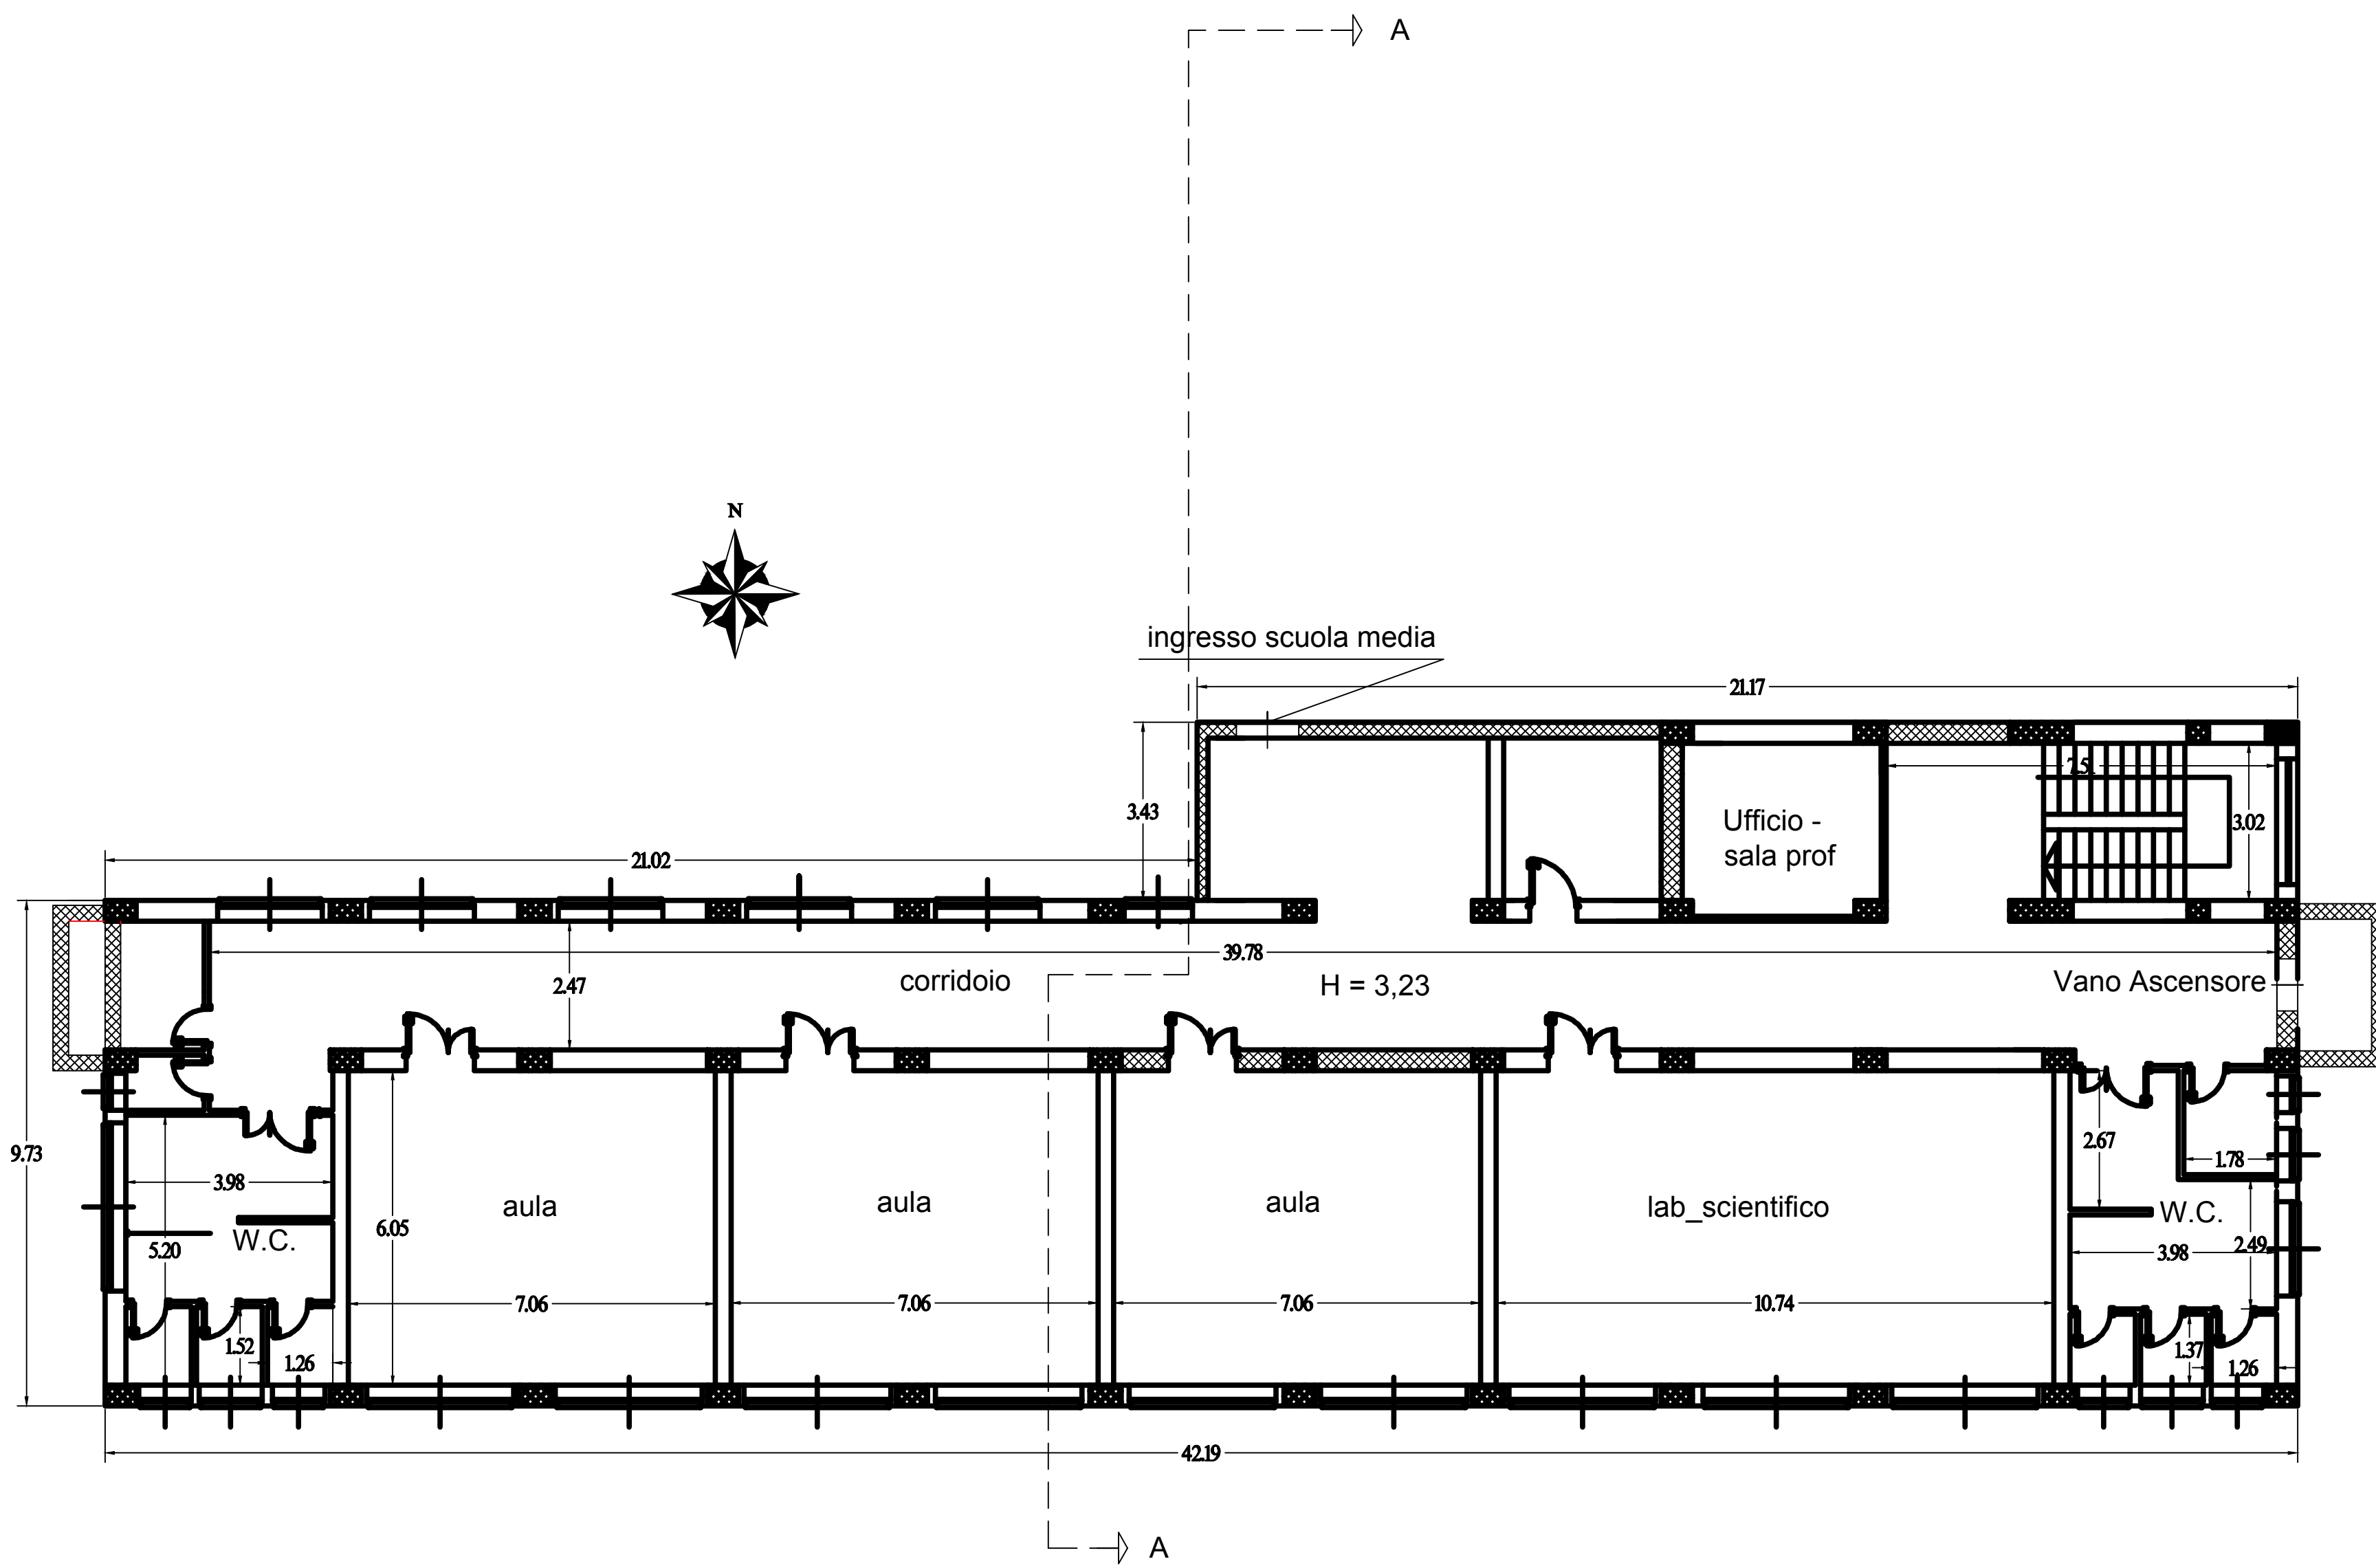 A
N
ingresso scuola media
21.17
7.5
3.43
Ufficio -
sala prof
3.02
21.02
39.78
corridoio
H = 3,23
Vano Ascensore
2.47
9.73
2.67
1.78
3.98
aula
aula
aula
lab_scientifico
W.C.
6.05
W.C.
5.20
3.98
2.49
7.06
7.06
7.06
10.74
1.52
1.26
1.37
1.26
42.19
A